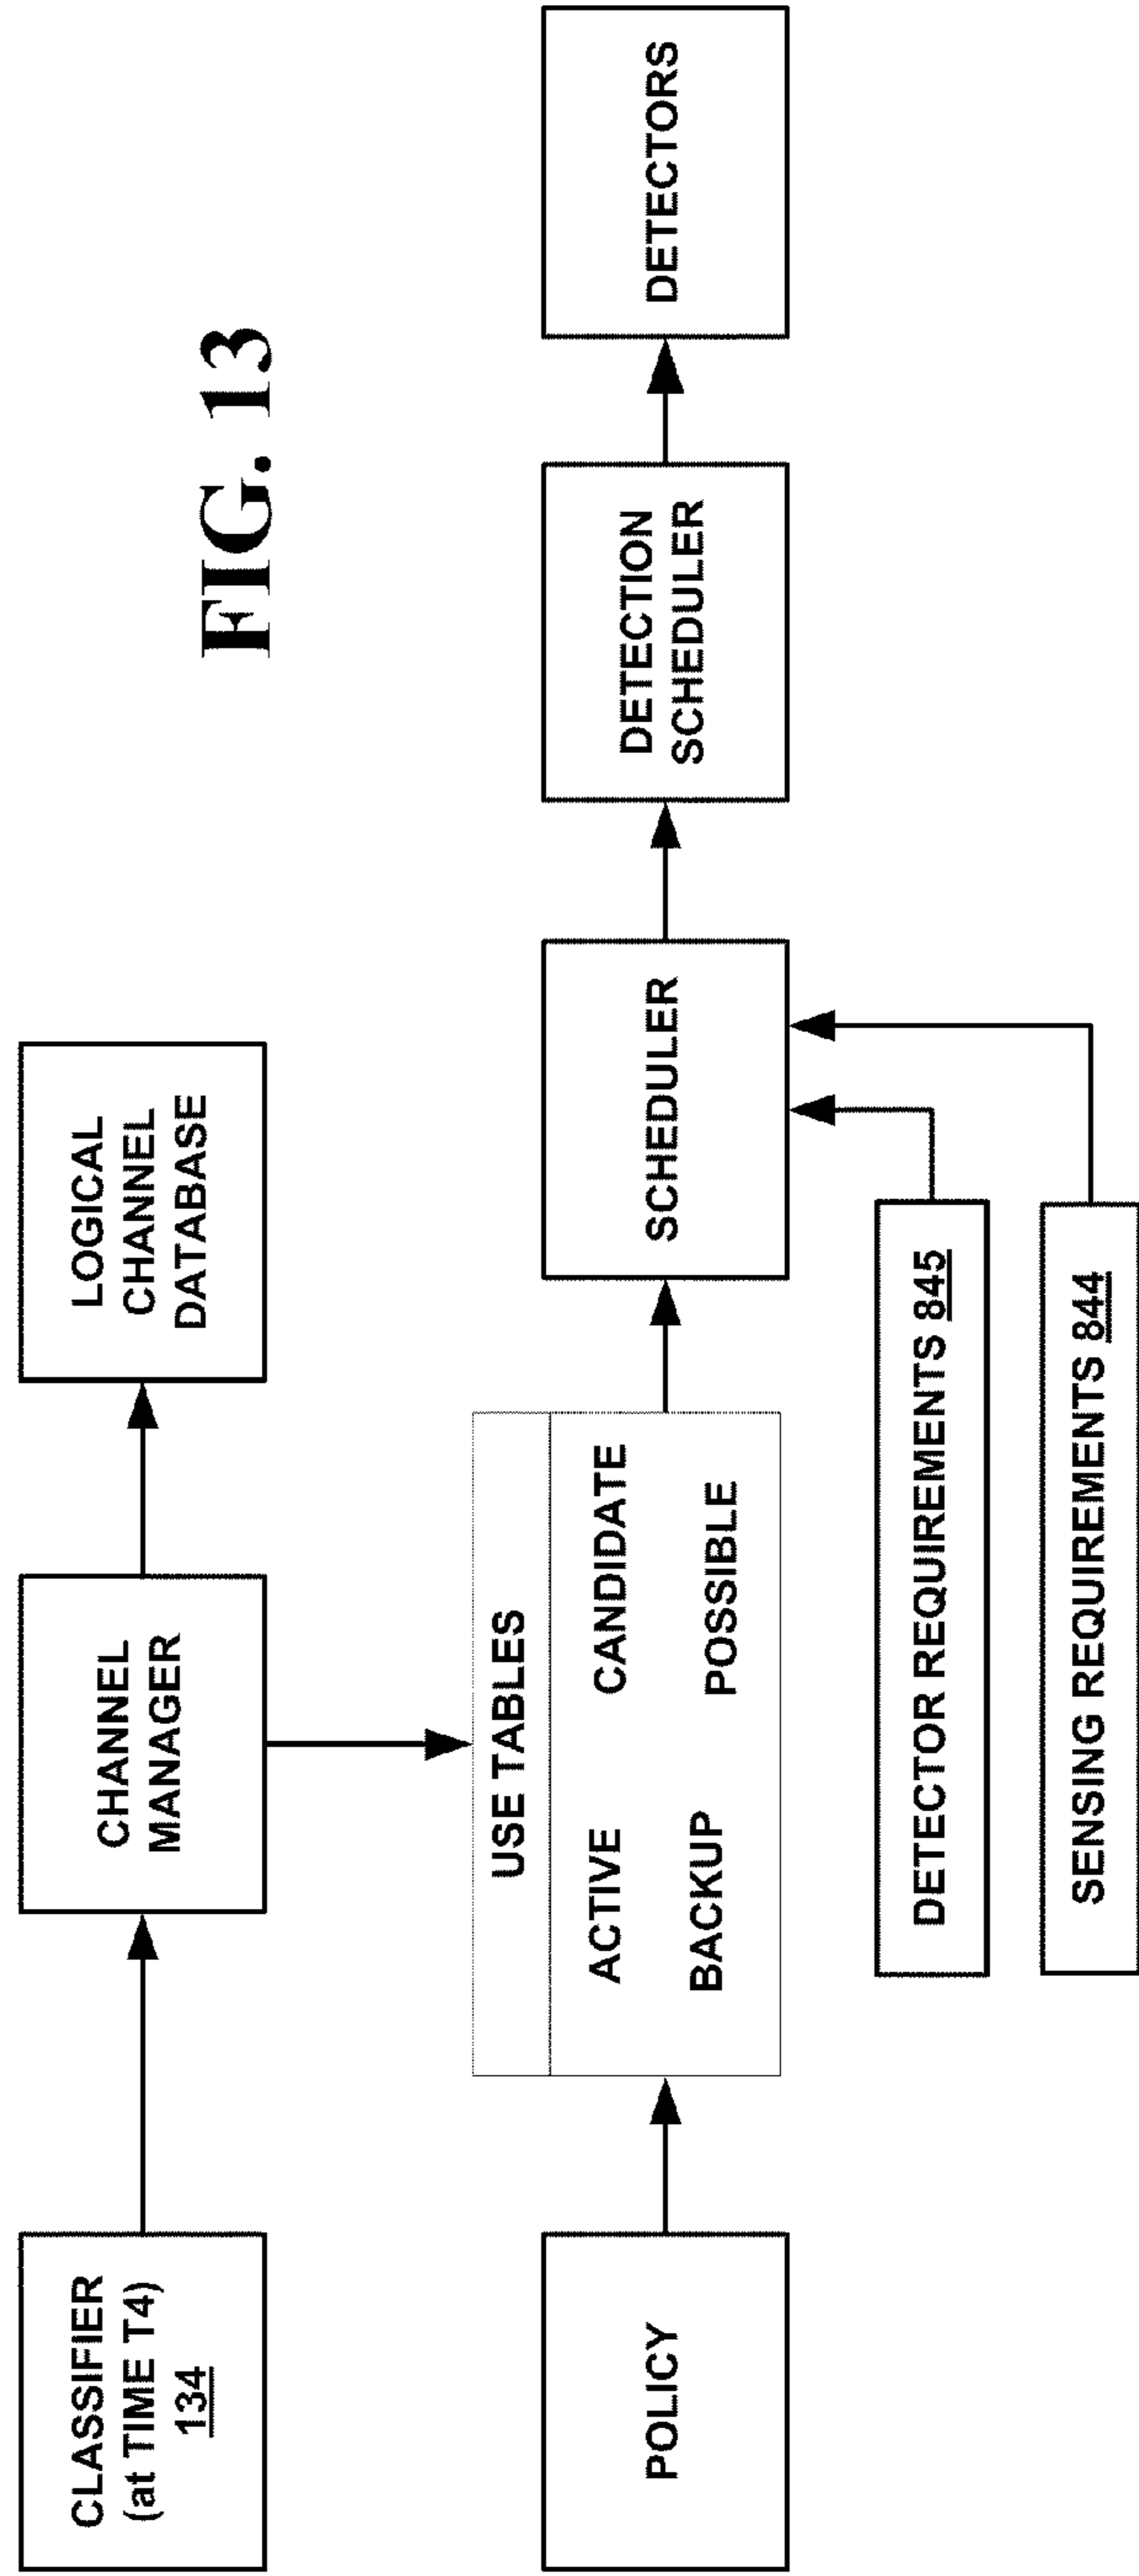 FIG. 13
CLASSIFIER
(at TIME T4)
134
CHANNEL
MANAGER
LOGICAL
CHANNEL
DATABASE
POLICY
USE TABLES
ACTIVE CANDIDATE
BACKUP POSSIBLE
SCHEDULER
DETECTION
SCHEDULER
DETECTORS
DETECTOR REQUIREMENTS 845
SENSING REQUIREMENTS 844